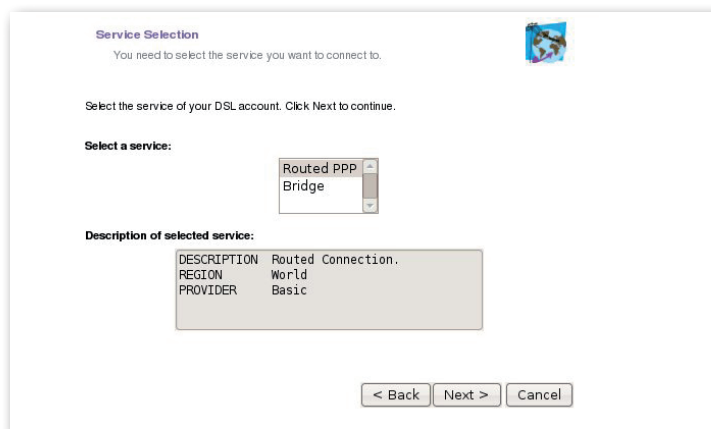 Service Selection
You need to select the service you want to connect to.
Select the service of your DSL account. Click Next to continue.
Select a service:
Routed PPP
Bridge
Description of selected service:
DESCRIPTION Routed Connection.
REGION World
PROVIDER Basic
< Back Next > Cancel